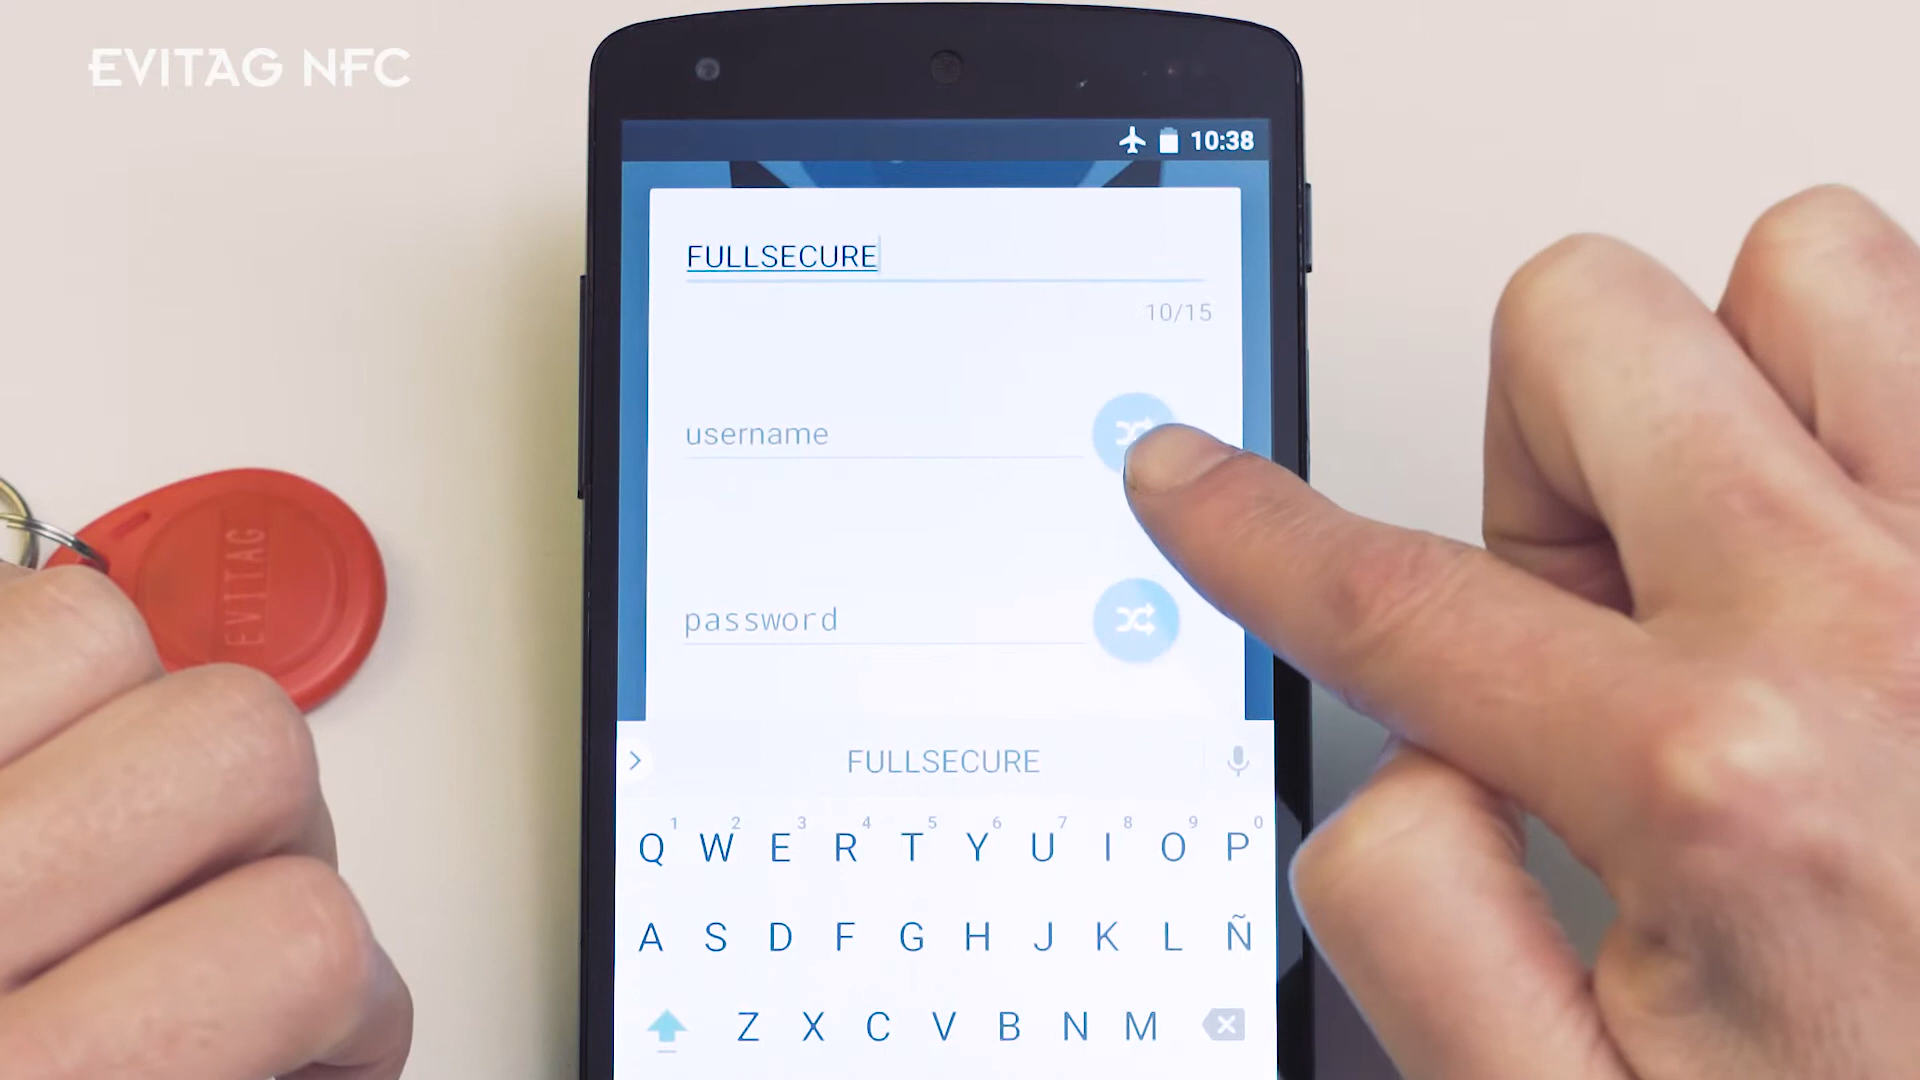 EVITAG NFC
10:38
FULLSECURE
10/15
username
password
EVITAG
FULLSECURE
1 2 3 4 5 6 7 8 9 0
Q W E R T Y U I O P
A S D F G H J K L Ñ
Z X C V B N M